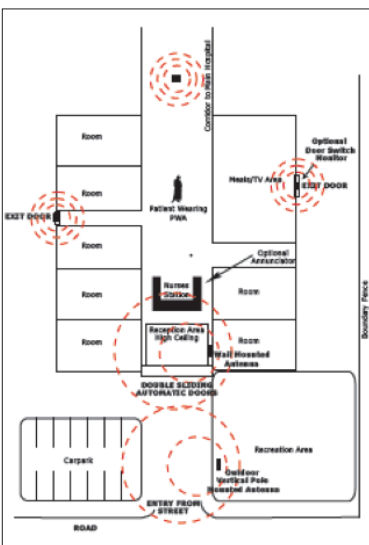 Corridor to Main Hospital
Room
Optional
Door Switch
Monitor
Room
Meals/TV Area
EXIT DOOR
Patient Wearing
PWA
EXIT DOOR
Room
Optional
Annunciator
Nurses
Station
Room
Room
Boundary Fence
Reception Area
High Ceiling
Room
Room
Wall Mounted
Antenna
DOUBLE SLIDING
AUTOMATIC DOORS
Carpark
Recreation Area
Outdoor
Vertical Pole
Mounted Antenna
ENTRY FROM
STREET
ROAD